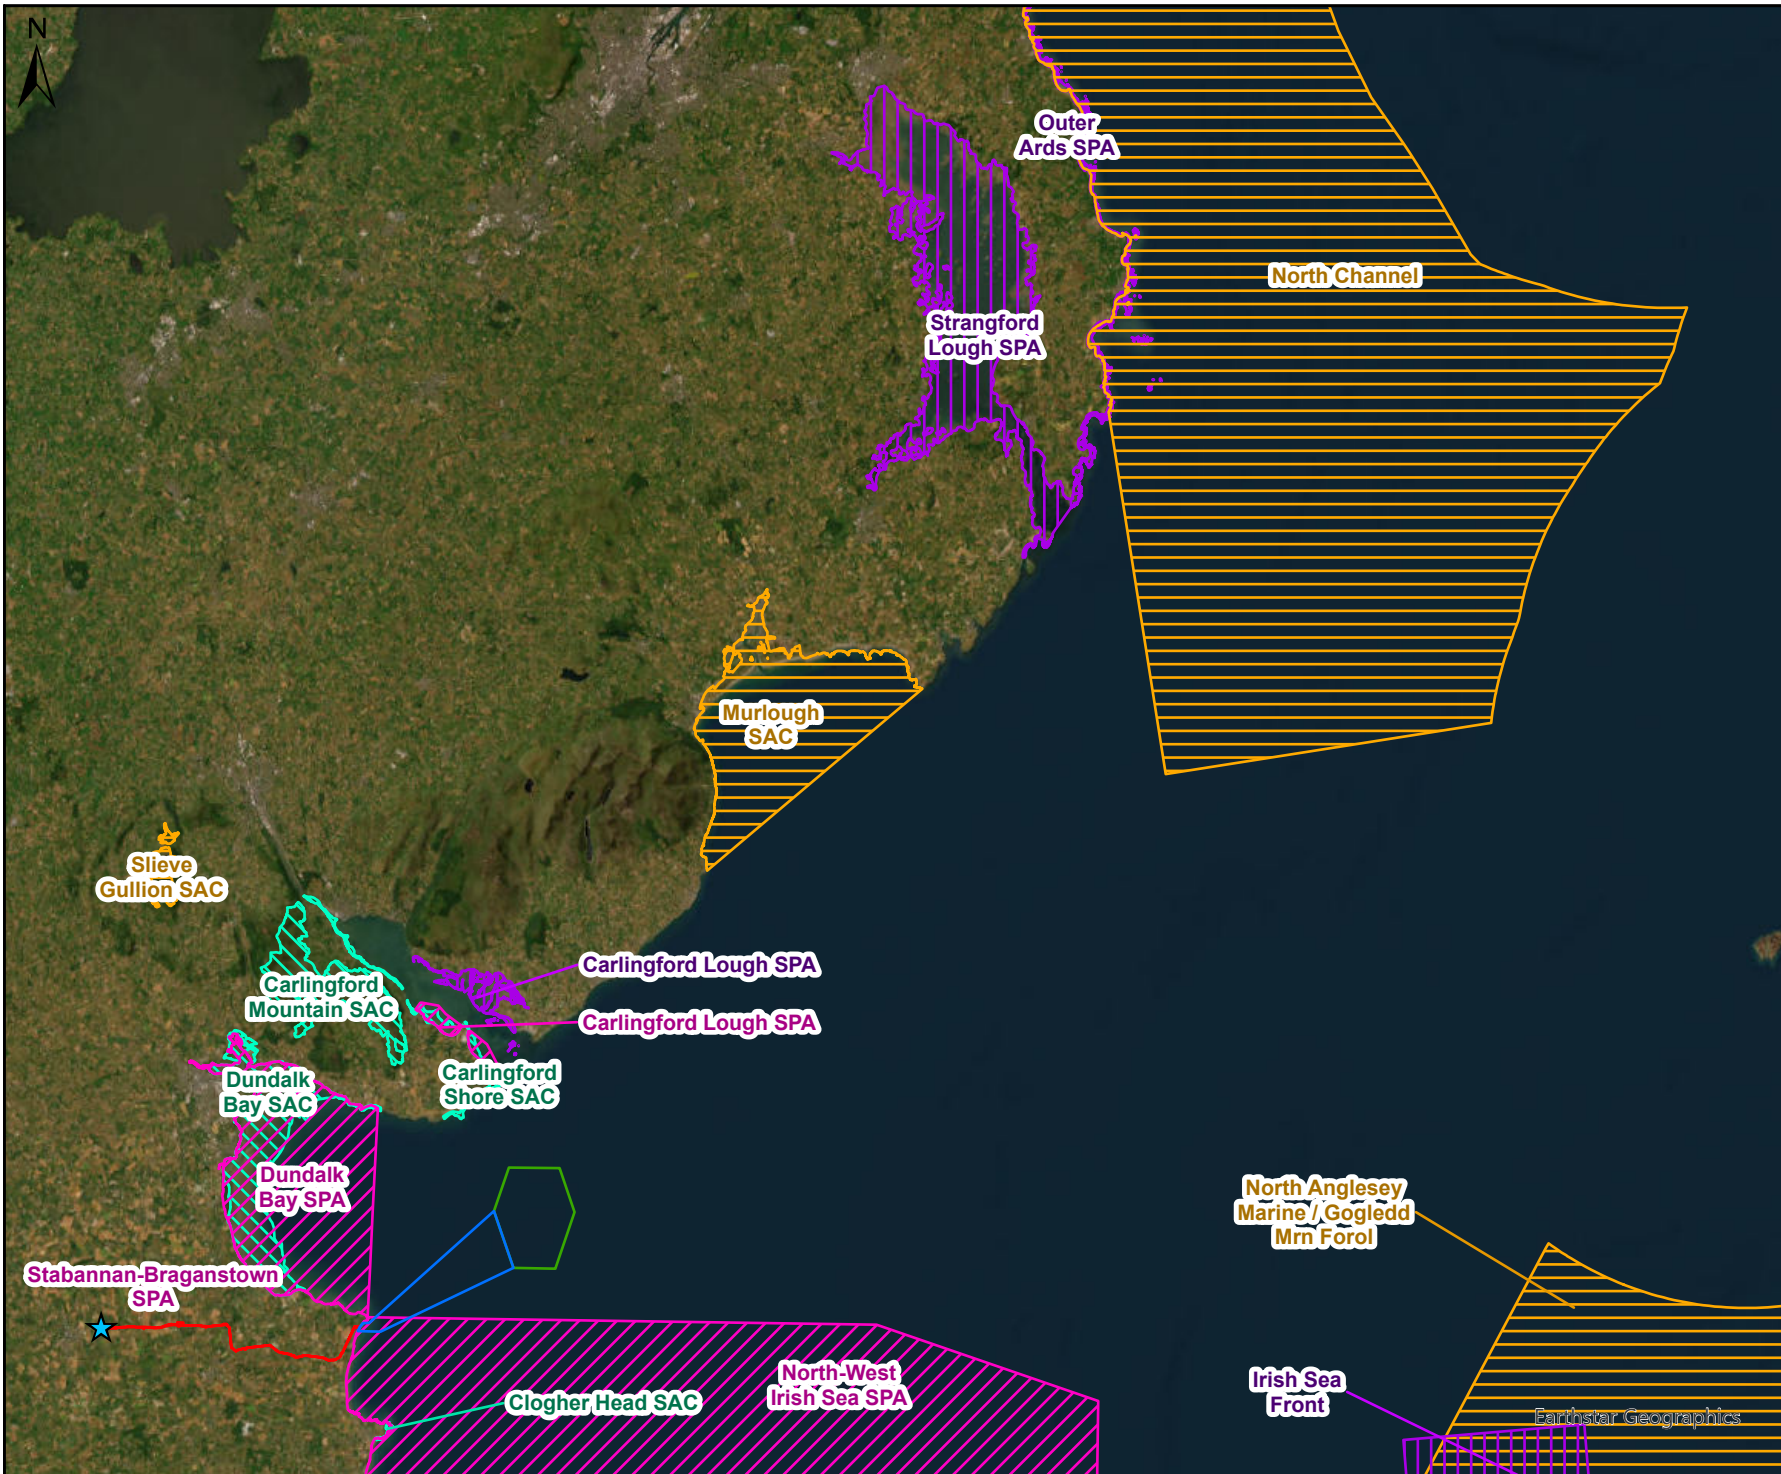 N
Outer
Ards SPA
North Channel
Strangford
Lough SPA
Murlough
SAC
Slieve
Gullion SAC
Carlingford Lough SPA
Carlingford
Mountain SAC
Carlingford Lough SPA
Carlingford
Shore SAC
Dundalk
Bay SAC
Dundalk
Bay SPA
North Anglesey
Marine / Gogledd
Mrn Forol
Stabannan-Braganstown
SPA
North-West
Irish Sea SPA
Irish Sea
Front
Clogher Head SAC
Earthstar Geographics